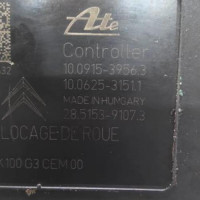 Ate
Controller
10.0915-3956.3
10.0625-3151.1
MADE IN HUNGARY
28.5153-9107.3
LOCAGE-DE-ROUE
100 G3 CEM 00